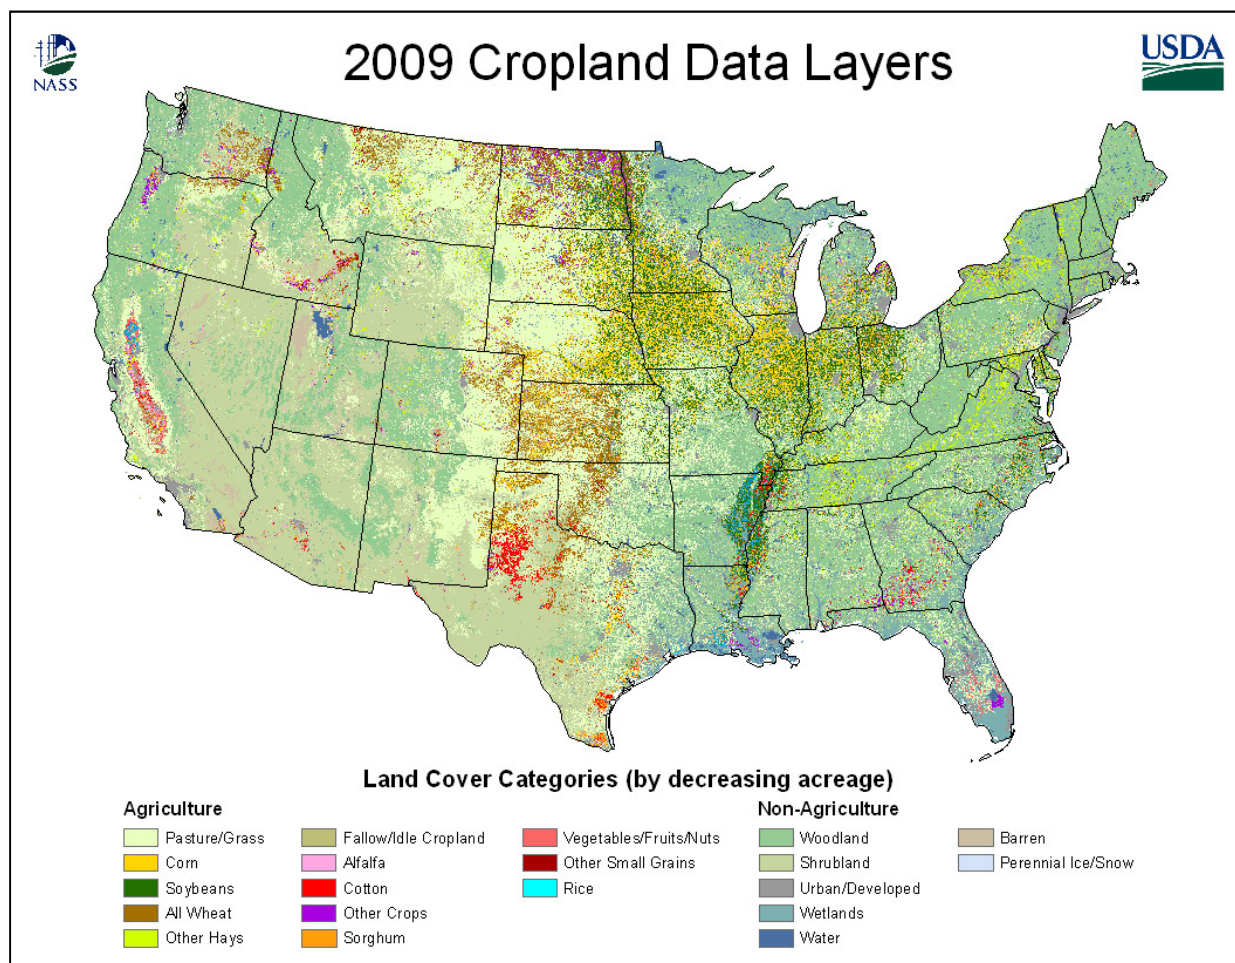 2009 Cropland Data Layers
NASS
USDA
Land Cover Categories (by decreasing acreage)
Agriculture
Pasture/Grass
Corn
Soybeans
All Wheat
Other Hays
Fallow/Idle Cropland
Alfalfa
Cotton
Other Crops
Sorghum
Vegetables/Fruits/Nuts
Other Small Grains
Rice
Non-Agriculture
Woodland
Shrubland
Urban/Developed
Wetlands
Water
Barren
Perennial Ice/Snow